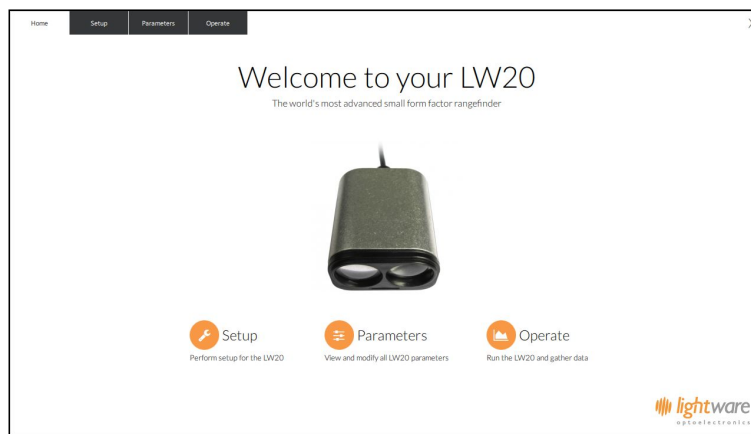 Home Setup Parameters Operate
Welcome to your LW20
The world's most advanced small form factor rangefinder
Setup Parameters Operate
Perform setup for the LW20 View and modify all LW20 parameters Run the LW20 and gather data
lightware
optoelectronics